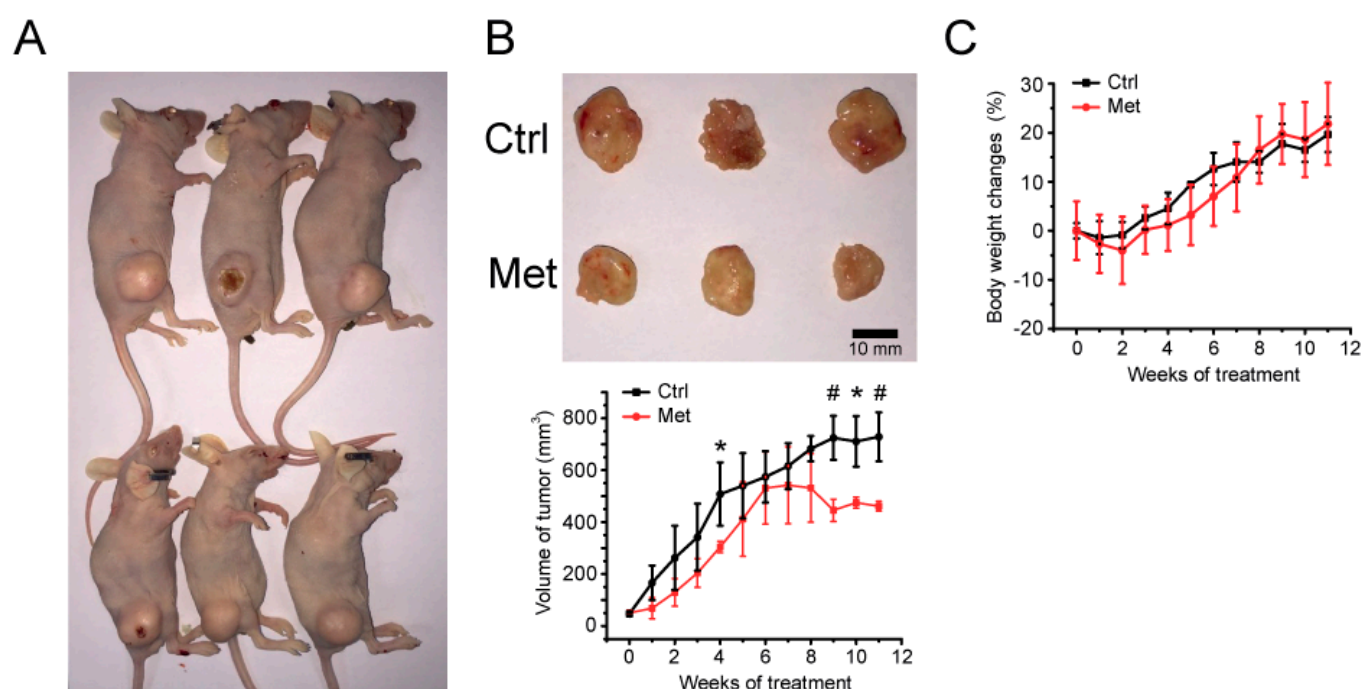 A
B
C
Ctrl
Met
10 mm
Ctrl
Met
Volume of tumor (mm³)
800
600
400
200
0
* # * #
0 2 4 6 8 10 12
Weeks of treatment
Ctrl
Met
Body weight changes (%)
30
20
10
0
-10
-20
0 2 4 6 8 10 12
Weeks of treatment